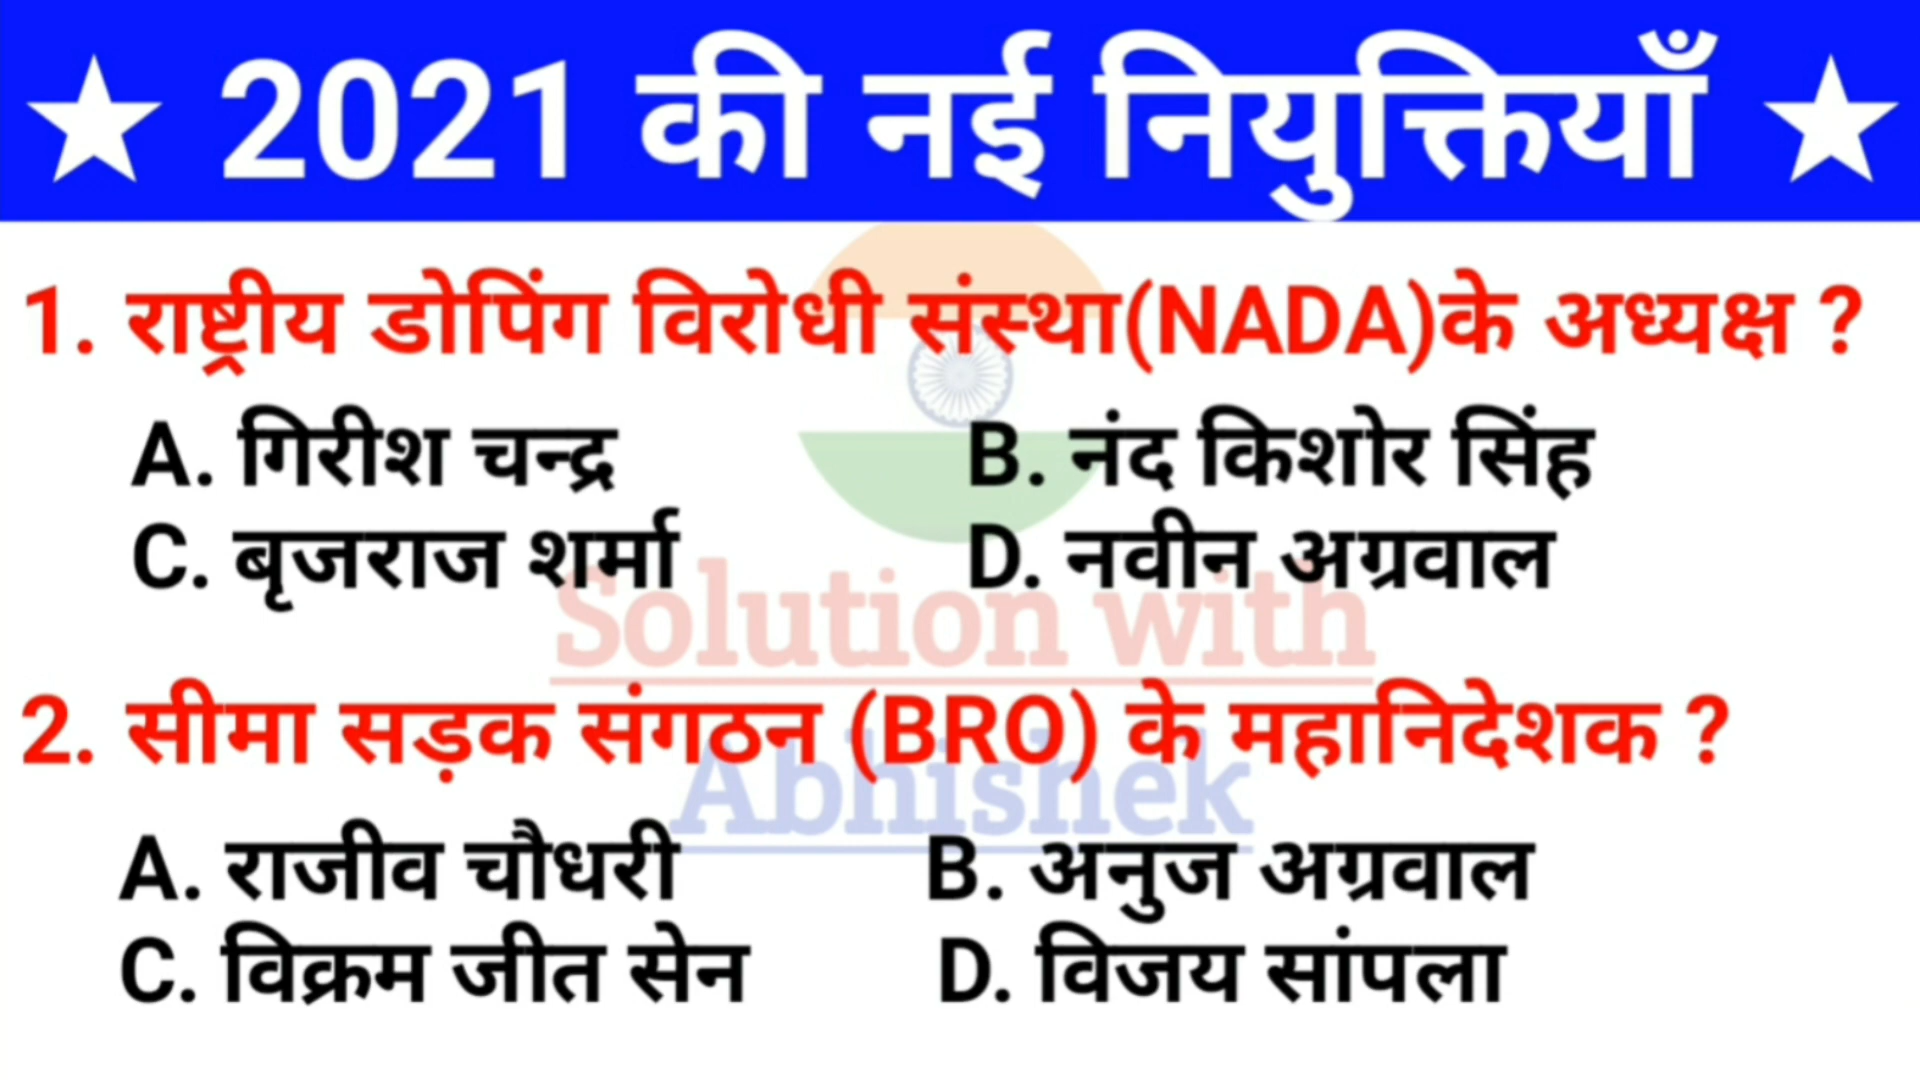 ★ 2021 की नई नियुक्तियाँ ★
1. राष्ट्रीय डोपिंग विरोधी संस्था(NADA)के अध्यक्ष ?
A. गिरीश चन्द्र B. नंद किशोर सिंह
C. बृजराज शर्मा D. नवीन अग्रवाल
Solution with
2. सीमा सड़क संगठन (BRO) के महानिदेशक ?
Abhishek
A. राजीव चौधरी B. अनुज अग्रवाल
C. विक्रम जीत सेन D. विजय सांपला